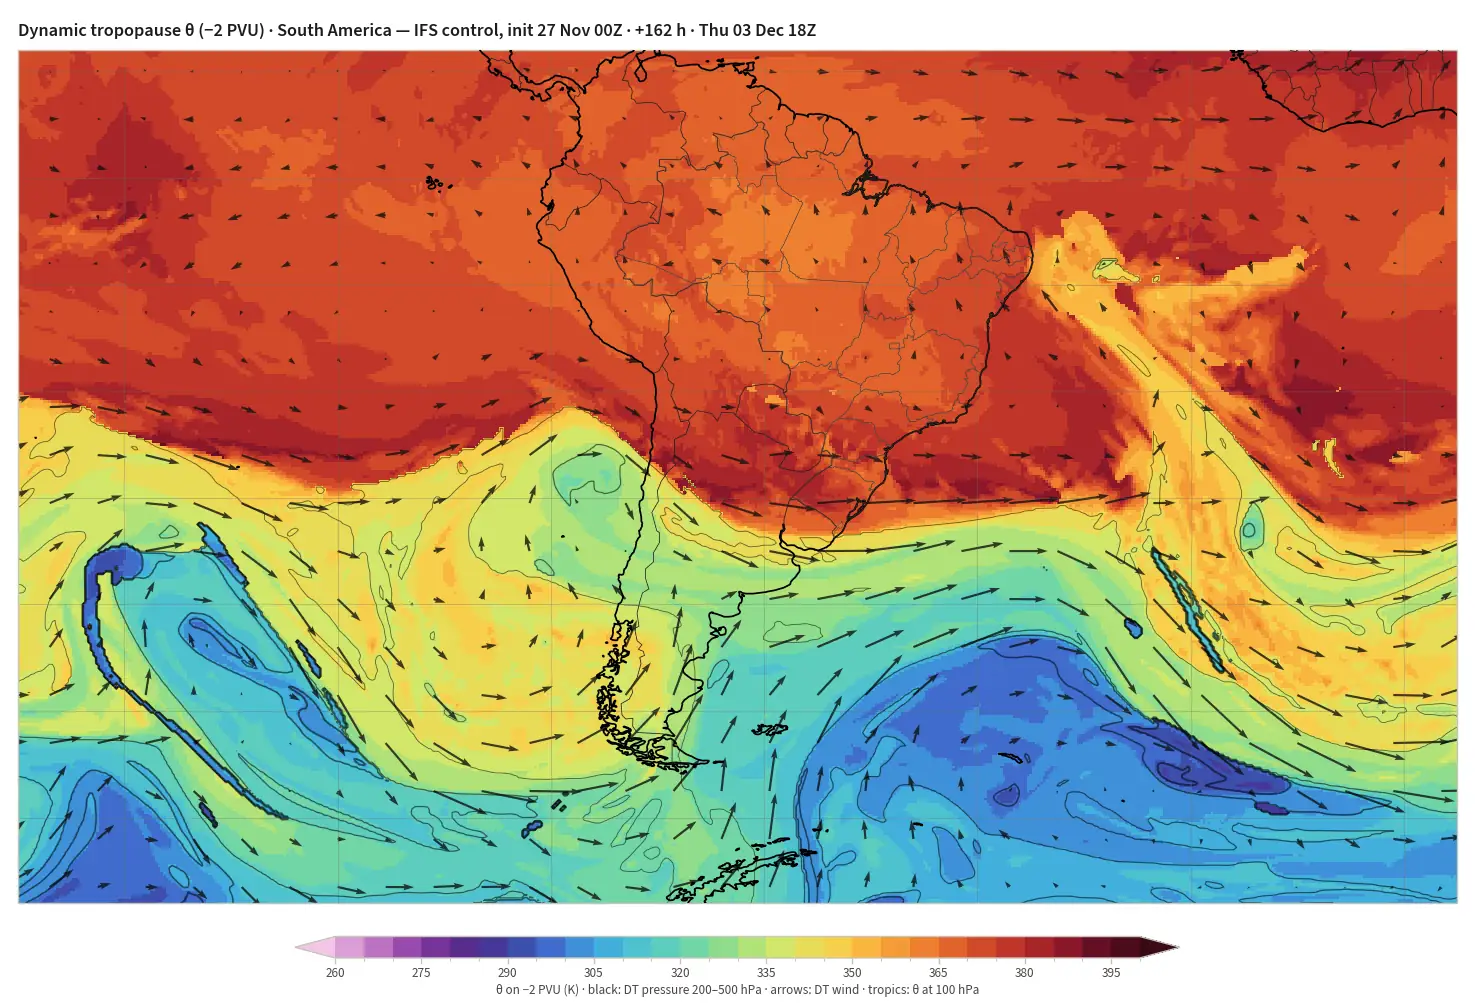 Dynamic tropopause θ (−2 PVU) · South America — IFS control, init 27 Nov 00Z · +162 h · Thu 03 Dec 18Z
260 275 290 305 320 335 350 365 380 395
θ on −2 PVU (K) · black: DT pressure 200–500 hPa · arrows: DT wind · tropics: θ at 100 hPa